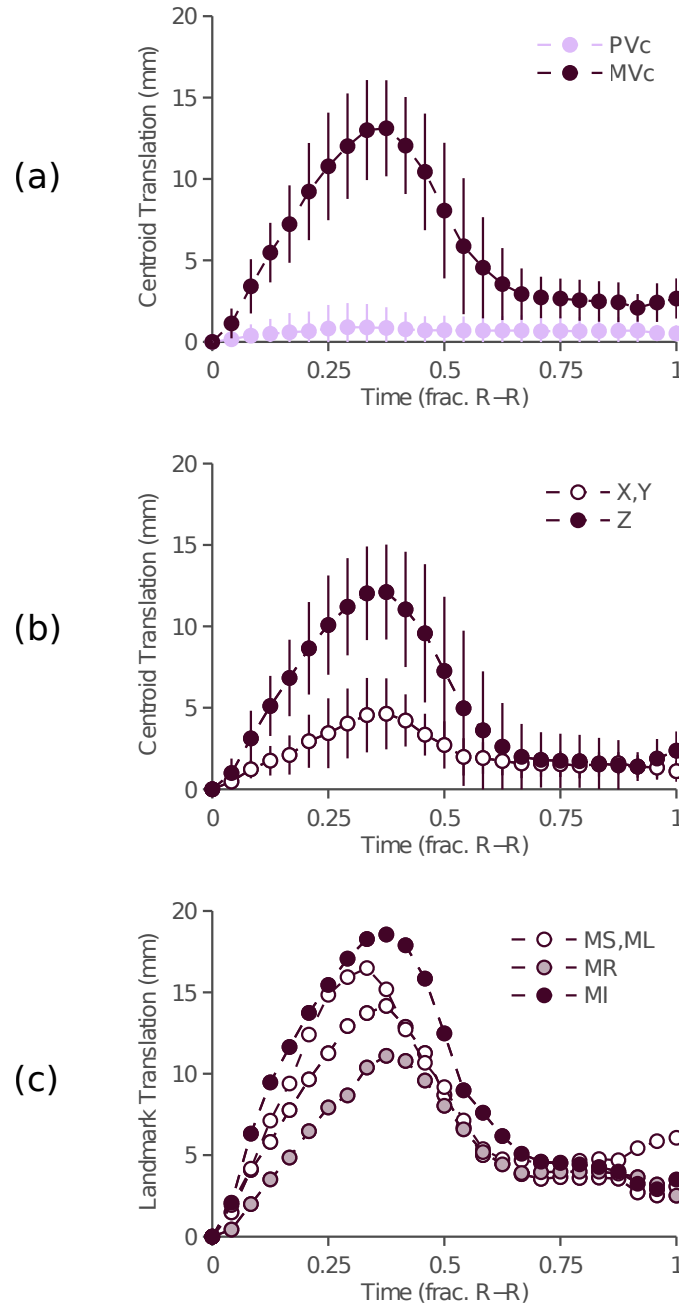 (a)
Centroid Translation (mm)
20
15
10
5
0
PVc
MVc
0
0.25
0.5
0.75
1
Time (frac. R−R)
(b)
Centroid Translation (mm)
20
15
10
5
0
X,Y
Z
0
0.25
0.5
0.75
1
Time (frac. R−R)
(c)
Landmark Translation (mm)
20
15
10
5
0
MS,ML
MR
MI
0
0.25
0.5
0.75
1
Time (frac. R−R)